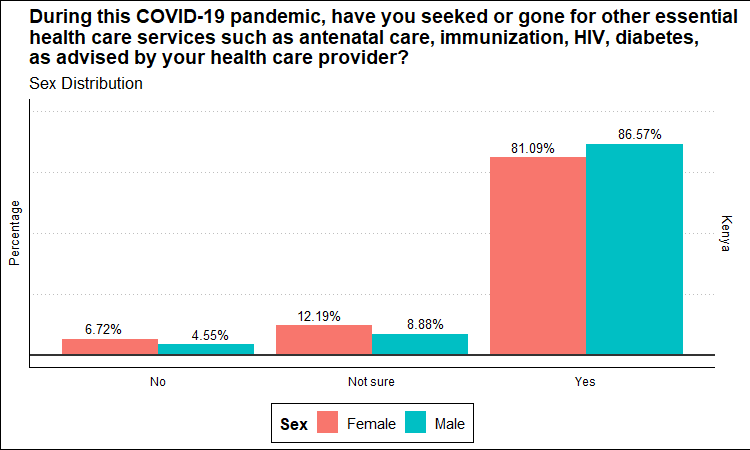 During this COVID-19 pandemic, have you seeked or gone for other essential
health care services such as antenatal care, immunization, HIV, diabetes,
as advised by your health care provider?
Sex Distribution
Percentage
6.72%
4.55%
12.19%
8.88%
81.09%
86.57%
Kenya
No
Not sure
Yes
Sex
Female
Male